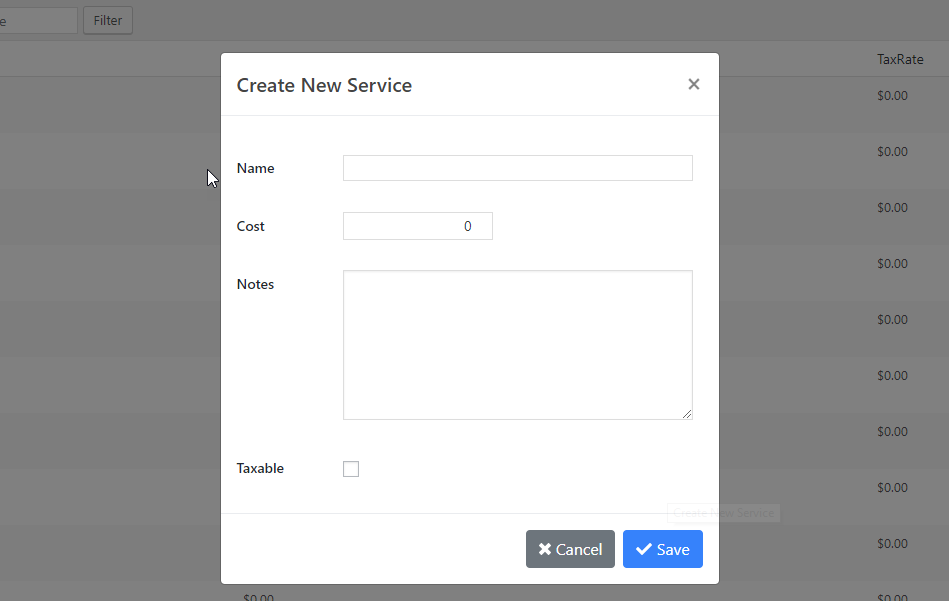 e
Filter
TaxRate
Create New Service
×
$0.00
Name
$0.00
$0.00
Cost
0
$0.00
Notes
$0.00
$0.00
$0.00
Taxable
$0.00
Create New Service
$0.00
Cancel
Save
$0.00
$0.00